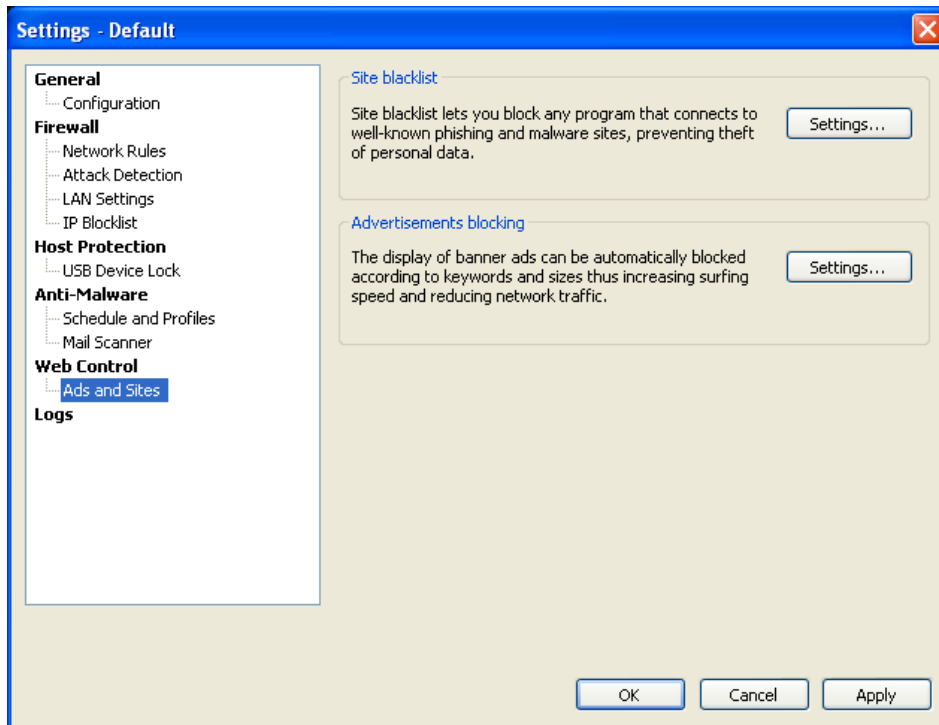 Settings - Default
General
Configuration
Firewall
Network Rules
Attack Detection
LAN Settings
IP Blocklist
Host Protection
USB Device Lock
Anti-Malware
Schedule and Profiles
Mail Scanner
Web Control
Ads and Sites
Logs
Site blacklist
Site blacklist lets you block any program that connects to
well-known phishing and malware sites, preventing theft
of personal data.
Settings...
Advertisements blocking
The display of banner ads can be automatically blocked
according to keywords and sizes thus increasing surfing
speed and reducing network traffic.
Settings...
OK
Cancel
Apply